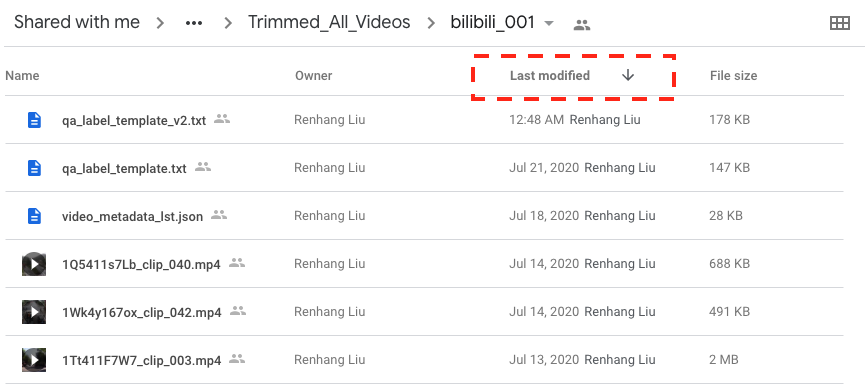 Shared with me > ••• > Trimmed_All_Videos > bilibili_001
Name Owner Last modified File size
qa_label_template_v2.txt Renhang Liu 12:48 AM Renhang Liu 178 KB
qa_label_template.txt Renhang Liu Jul 21, 2020 Renhang Liu 147 KB
video_metadata_lst.json Renhang Liu Jul 18, 2020 Renhang Liu 28 KB
1Q5411s7Lb_clip_040.mp4 Renhang Liu Jul 14, 2020 Renhang Liu 688 KB
1Wk4y167ox_clip_042.mp4 Renhang Liu Jul 14, 2020 Renhang Liu 491 KB
1Tt411F7W7_clip_003.mp4 Renhang Liu Jul 13, 2020 Renhang Liu 2 MB